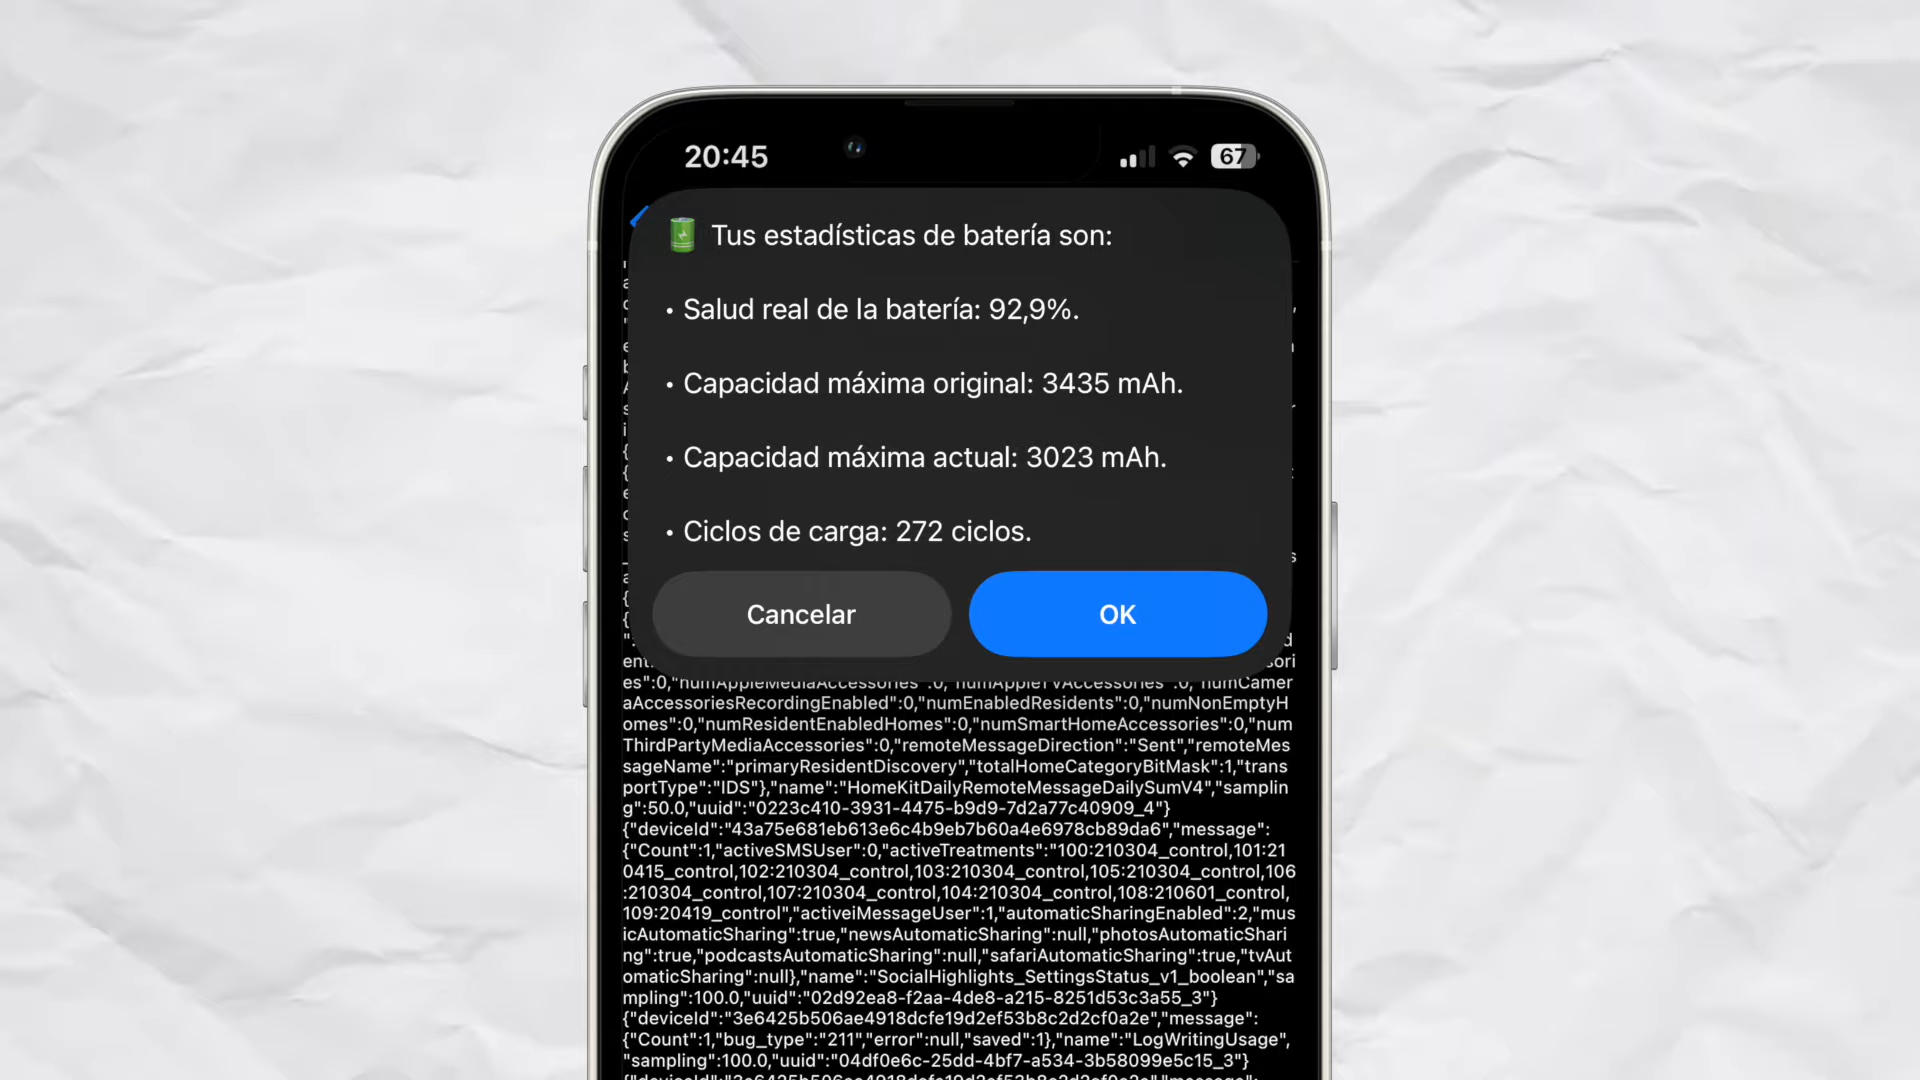 20:45
67
Tus estadísticas de batería son:
• Salud real de la batería: 92,9%.
• Capacidad máxima original: 3435 mAh.
• Capacidad máxima actual: 3023 mAh.
• Ciclos de carga: 272 ciclos.
Cancelar
OK
es":0,"numAppleMediaAccessories":0,"numAppleTVAccessories":0,"numCamer
aAccessoriesRecordingEnabled":0,"numEnabledResidents":0,"numNonEmptyH
omes":0,"numResidentEnabledHomes":0,"numSmartHomeAccessories":0,"num
ThirdPartyMediaAccessories":0,"remoteMessageDirection":"Sent","remoteMes
sageName":"primaryResidentDiscovery","totalHomeCategoryBitMask":1,"trans
portType":"IDS"},"name":"HomeKitDailyRemoteMessageDailySumV4","samplin
g":50.0,"uuid":"0223c410-3931-4475-b9d9-7d2a77c40909_4"}
{"deviceId":"43a75e681eb613e6c4b9eb7b60a4e6978cb89da6","message":
{"Count":1,"activeSMSUser":0,"activeTreatments":"100:210304_control,101:21
0415_control,102:210304_control,103:210304_control,105:210304_control,106
:210304_control,107:210304_control,104:210304_control,108:210601_control,
109:20419_control","activeiMessageUser":1,"automaticSharingEnabled":2,"mus
icAutomaticSharing":true,"newsAutomaticSharing":null,"photosAutomaticShari
ng":true,"podcastsAutomaticSharing":null,"safariAutomaticSharing":true,"tvAut
omaticSharing":null},"name":"SocialHighlights_SettingsStatus_v1_boolean","sa
mpling":100.0,"uuid":"02d92ea8-f2aa-4de8-a215-8251d53c3a55_3"}
{"deviceId":"3e6425b506ae4918dcfe19d2ef53b8c2d2cf0a2e","message":
{"Count":1,"bug_type":"211","error":null,"saved":1},"name":"LogWritingUsage",
"sampling":100.0,"uuid":"04df0e6c-25dd-4bf7-a534-3b58099e5c15_3"}